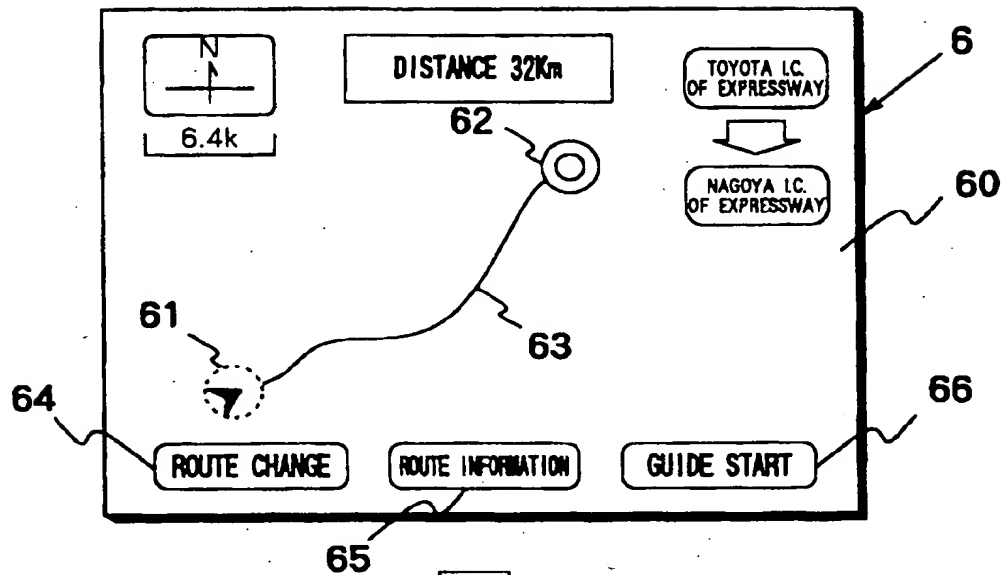 N
6.4k
DISTANCE 32Km
TOYOTA I.C.
OF EXPRESSWAY
NAGOYA I.C.
OF EXPRESSWAY
6
60
62
63
61
64
66
ROUTE CHANGE
ROUTE INFORMATION
GUIDE START
65